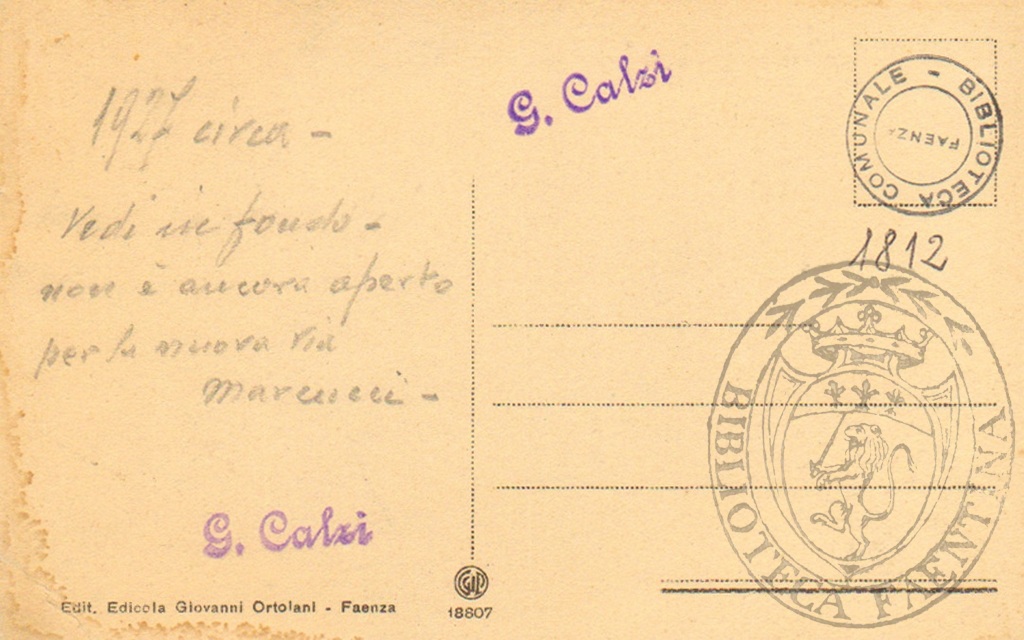 G. Calzi
COMUNALE - BIBLIOTECA
FAENZA
1812
1927 circa -
Vedi in fondo -
non è ancora aperto
per la nuova Via
Marcucci -
G. Calzi
BIBLIOTECA FAENTINA
Edit. Edicola Giovanni Ortolani - Faenza
18807